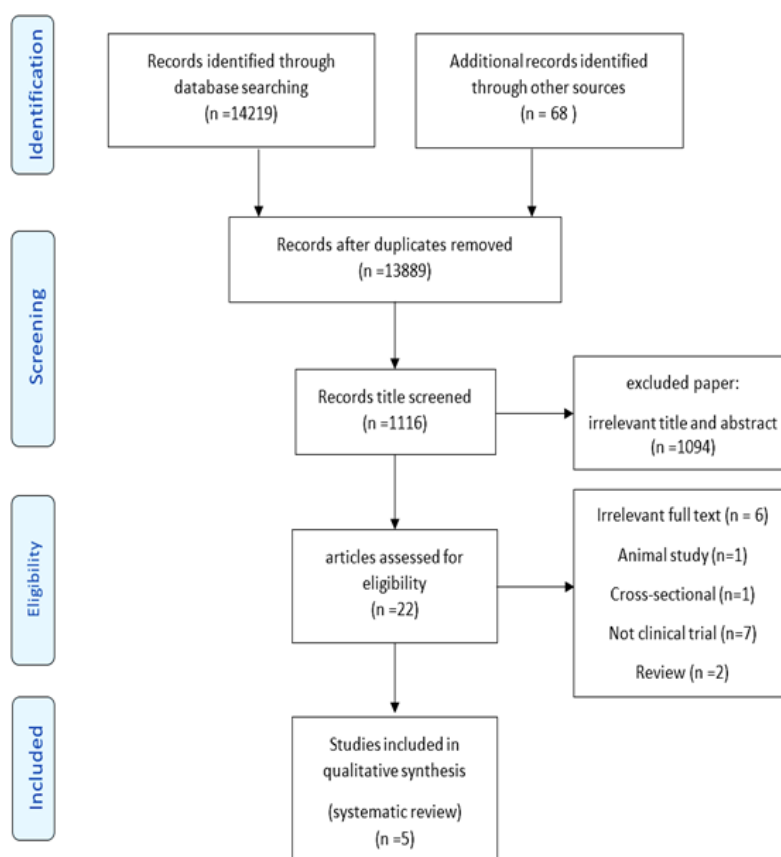 Identification
Records identified through
database searching
(n =14219)
Additional records identified
through other sources
(n = 68 )
Screening
Records after duplicates removed
(n =13889)
Records title screened
(n =1116)
excluded paper:
irrelevant title and abstract
(n =1094)
Eligibility
articles assessed for
eligibility
(n =22)
Irrelevant full text (n = 6)
Animal study (n=1)
Cross-sectional (n=1)
Not clinical trial (n=7)
Review (n =2)
Included
Studies included in
qualitative synthesis
(systematic review)
(n =5)